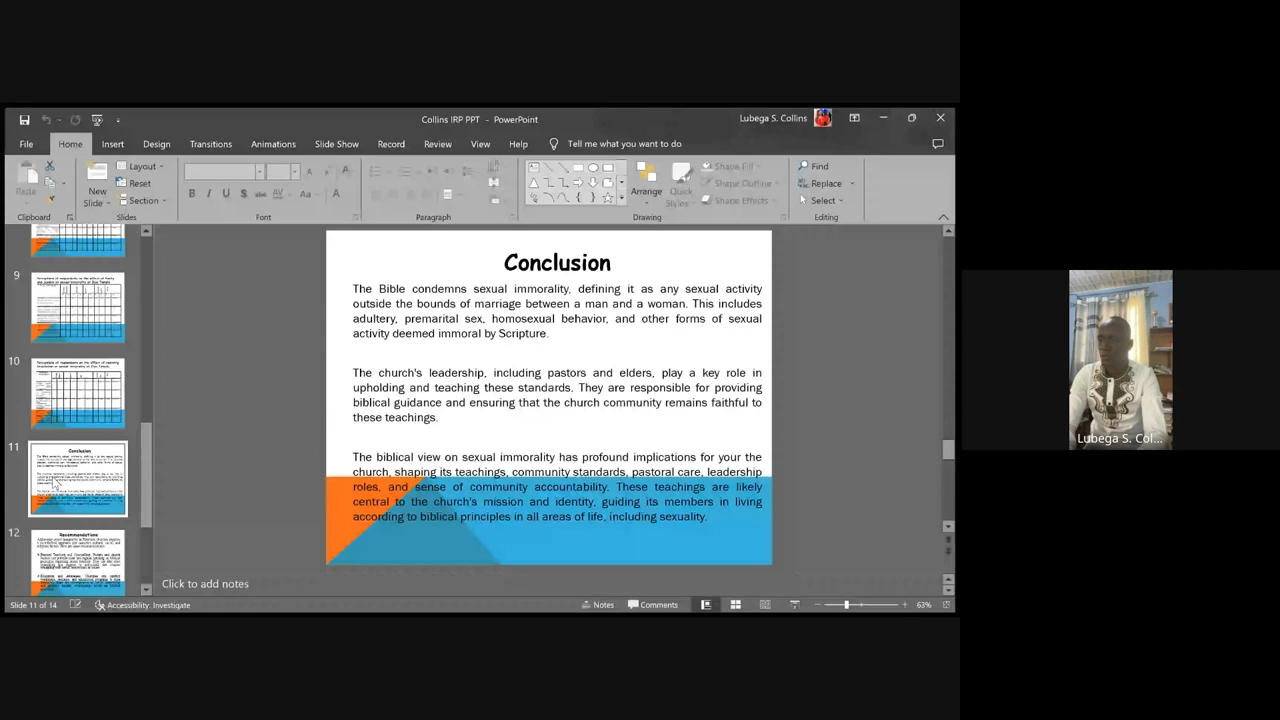 Collins IRP PPT - PowerPoint
Lubega S. Collins
File Home Insert Design Transitions Animations Slide Show Record Review View Help Tell me what you want to do
Paste
Clipboard
New
Slide
Layout
Reset
Section
Slides
B I U S abc AV Aa A
Font
Paragraph
Arrange
Quick
Styles
Shape Fill
Shape Outline
Shape Effects
Drawing
Find
Replace
Select
Editing
9
10
11
Conclusion
12
Recommendations
Conclusion
The Bible condemns sexual immorality, defining it as any sexual activity
outside the bounds of marriage between a man and a woman. This includes
adultery, premarital sex, homosexual behavior, and other forms of sexual
activity deemed immoral by Scripture.
The church's leadership, including pastors and elders, play a key role in
upholding and teaching these standards. They are responsible for providing
biblical guidance and ensuring that the church community remains faithful to
these teachings.
The biblical view on sexual immorality has profound implications for your the
church, shaping its teachings, community standards, pastoral care, leadership
roles, and sense of community accountability. These teachings are likely
central to the church's mission and identity, guiding its members in living
according to biblical principles in all areas of life, including sexuality.
Click to add notes
Slide 11 of 14 Accessibility: Investigate Notes Comments 63%
Lubega S. Col...